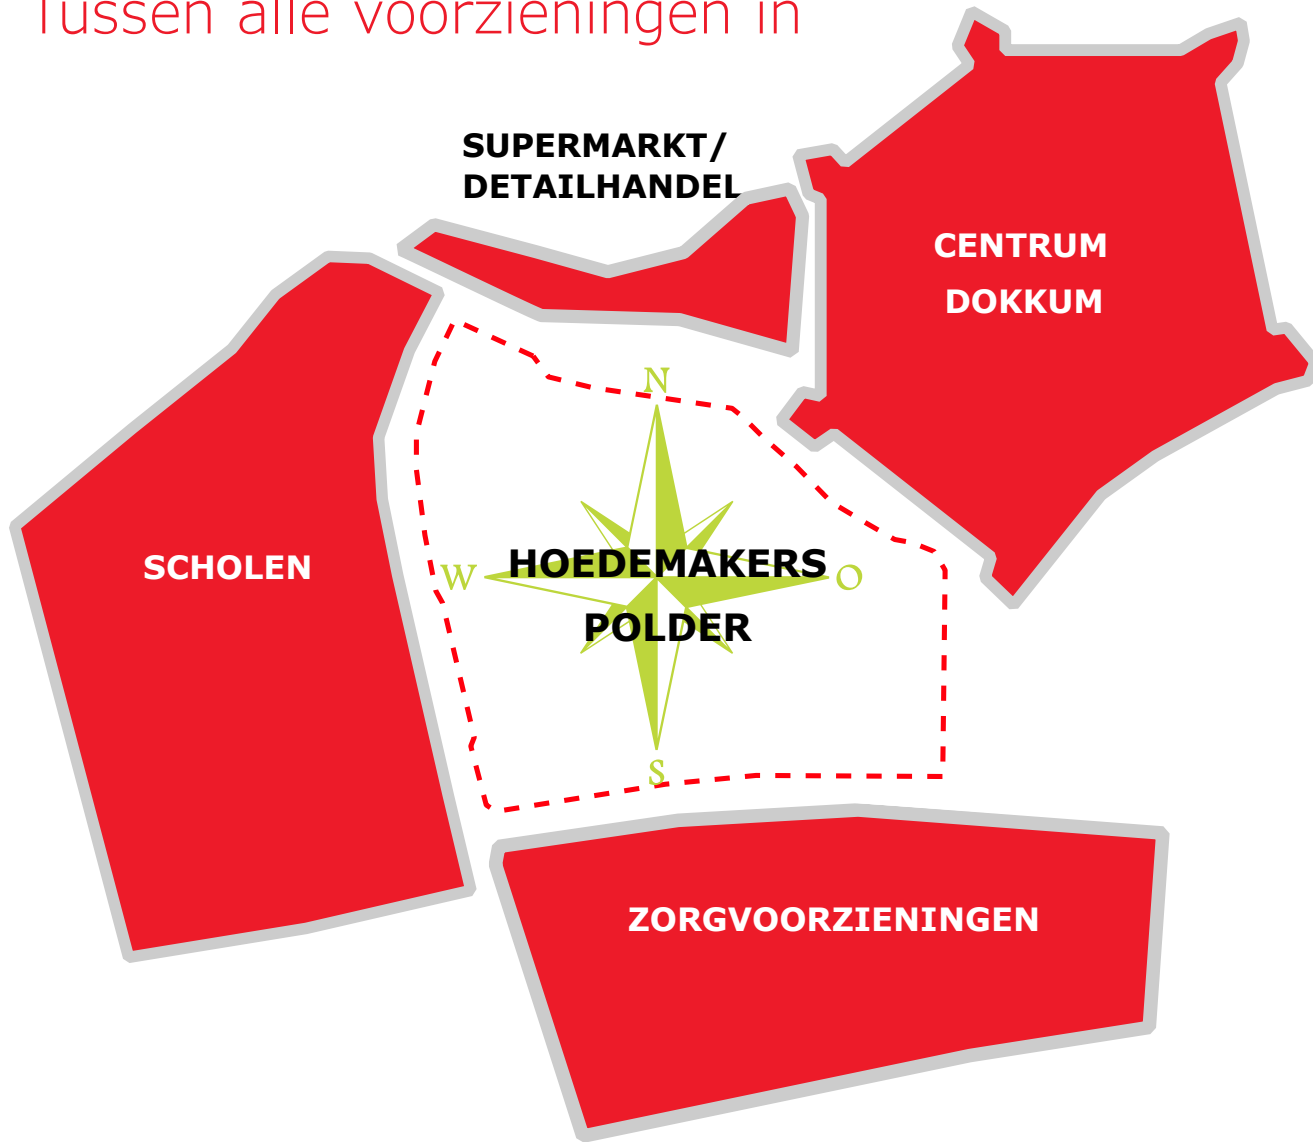 Tussen alle voorzieningen in
SUPERMARKT/
DETAILHANDEL
CENTRUM
DOKKUM
N
SCHOLEN
HOEDEMAKERS
W
O
POLDER
S
ZORGVOORZIENINGEN